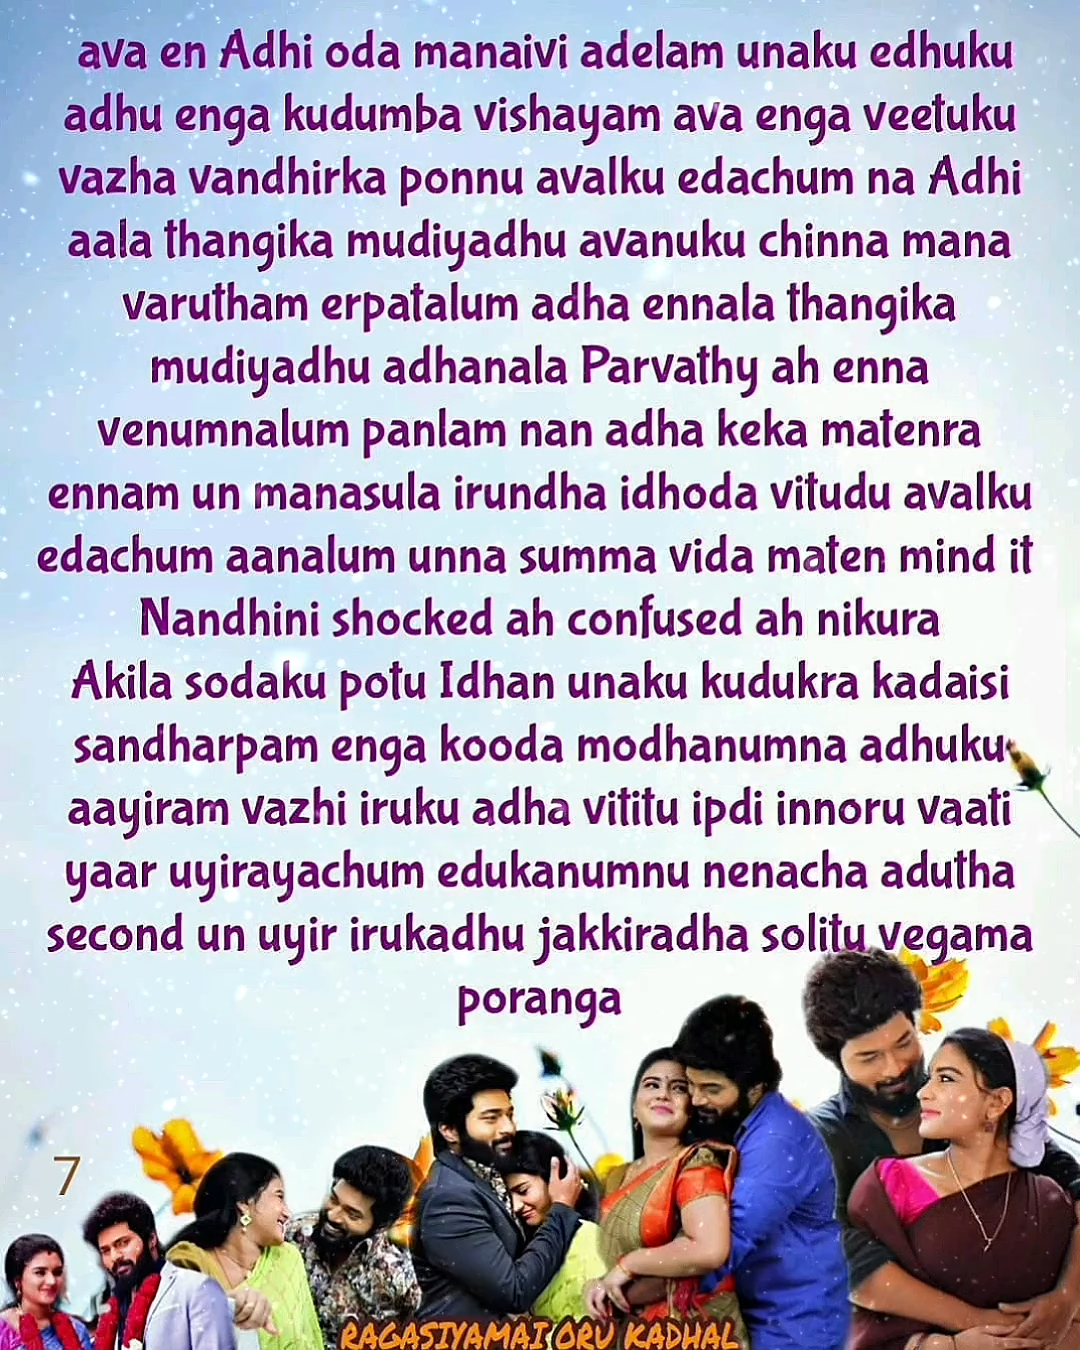 ava en Adhi oda manaivi adelam unaku edhuku
adhu enga kudumba vishayam ava enga veetuku
vazha vandhirka ponnu avalku edachum na Adhi
aala thangika mudiyadhu avanuku chinna mana
varutham erpatalum adha ennala thangika
mudiyadhu adhanala Parvathy ah enna
venumnalum panlam nan adha keka matenra
ennam un manasula irundha idhoda vitudu avalku
edachum aanalum unna summa vida maten mind it
Nandhini shocked ah confused ah nikura
Akila sodaku potu Idhan unaku kudukra kadaisi
sandharpam enga kooda modhanumna adhuku
aayiram vazhi iruku adha vititu ipdi innoru vaati
yaar uyirayachum edukanumnu nenacha adutha
second un uyir irukadhu jakkiradha solitu vegama
poranga
7
RAGASIYAMAI ORU KADHAL